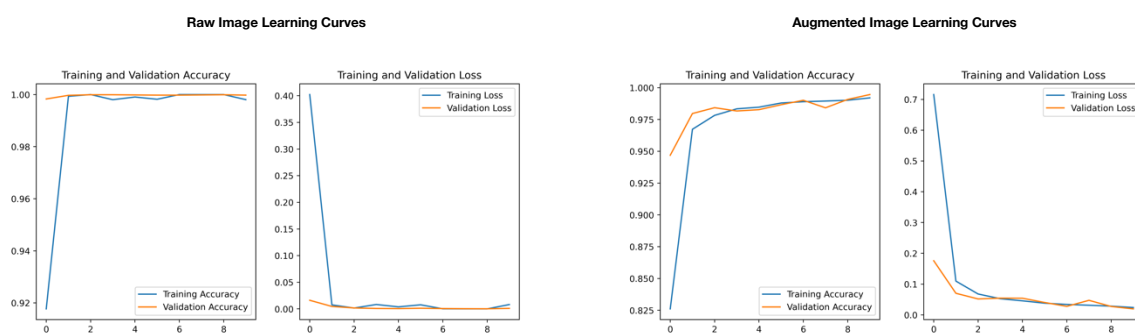 Raw Image Learning Curves
Augmented Image Learning Curves
Training and Validation Accuracy
1.00
0.98
0.96
0.94
0.92
Training Accuracy
Validation Accuracy
0 2 4 6 8
Training and Validation Loss
0.40
0.35
0.30
0.25
0.20
0.15
0.10
0.05
0.00
Training Loss
Validation Loss
0 2 4 6 8
Training and Validation Accuracy
1.000
0.975
0.950
0.925
0.900
0.875
0.850
0.825
Training Accuracy
Validation Accuracy
0 2 4 6 8
Training and Validation Loss
0.7
0.6
0.5
0.4
0.3
0.2
0.1
0.0
Training Loss
Validation Loss
0 2 4 6 8